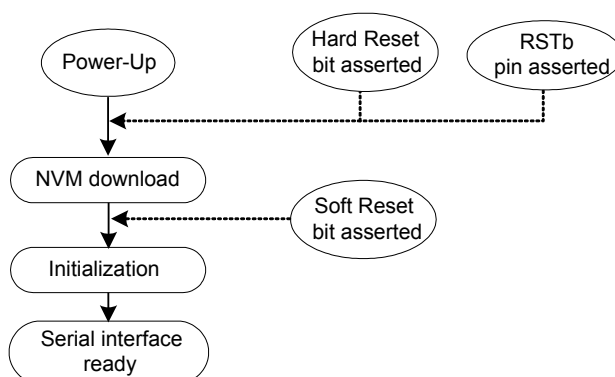 Power-Up
Hard Reset
bit asserted
RSTb
pin asserted
NVM download
Soft Reset
bit asserted
Initialization
Serial interface
ready